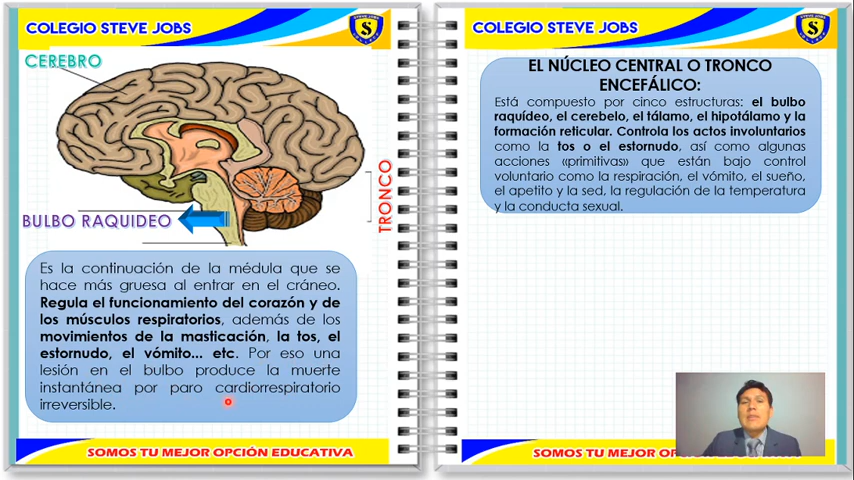 COLEGIO STEVE JOBS
CEREBRO
TRONCO
BULBO RAQUIDEO
Es la continuación de la médula que se
hace más gruesa al entrar en el cráneo.
Regula el funcionamiento del corazón y de
los músculos respiratorios, además de los
movimientos de la masticación, la tos, el
estornudo, el vómito... etc. Por eso una
lesión en el bulbo produce la muerte
instantánea por paro cardiorrespiratorio
irreversible.
SOMOS TU MEJOR OPCIÓN EDUCATIVA
COLEGIO STEVE JOBS
EL NÚCLEO CENTRAL O TRONCO
ENCEFÁLICO:
Está compuesto por cinco estructuras: el bulbo
raquídeo, el cerebelo, el tálamo, el hipotálamo y la
formación reticular. Controla los actos involuntarios
como la tos o el estornudo, así como algunas
acciones «primitivas» que están bajo control
voluntario como la respiración, el vómito, el sueño,
el apetito y la sed, la regulación de la temperatura
y la conducta sexual.
SOMOS TU MEJOR